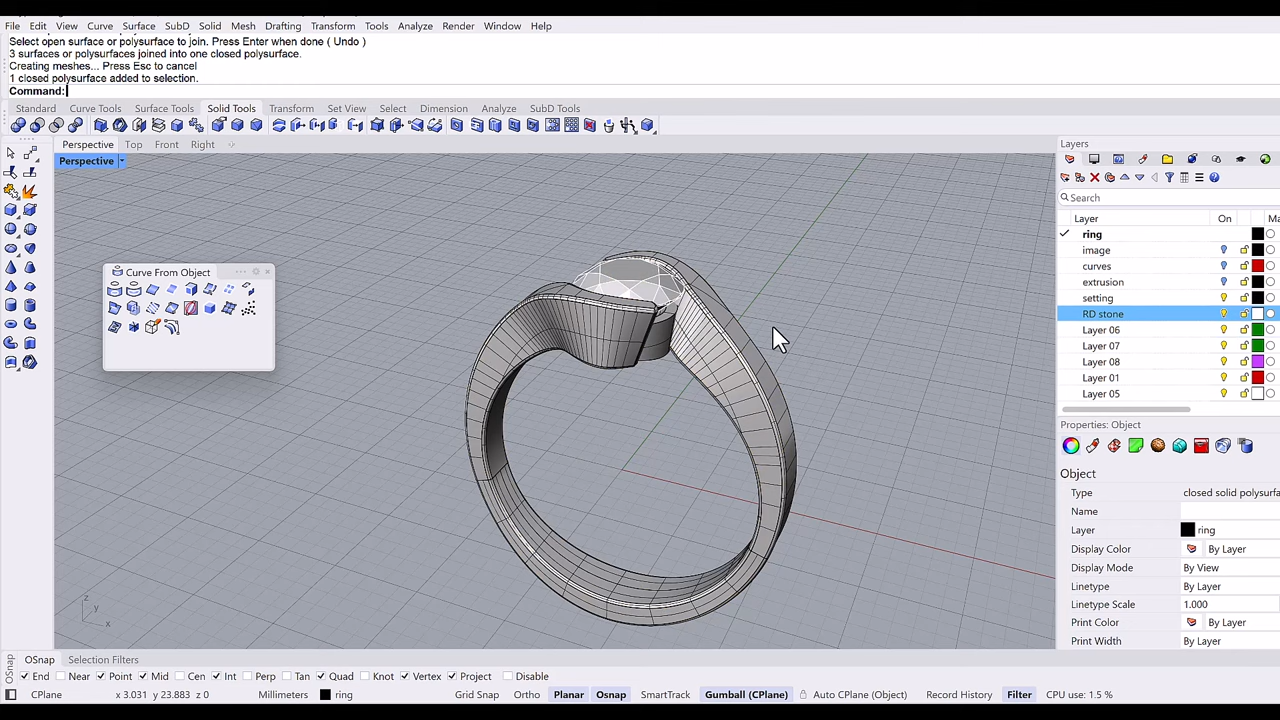 File Edit View Curve Surface SubD Solid Mesh Drafting Transform Tools Analyze Render Window Help
Select open surface or polysurface to join. Press Enter when done ( Undo )
3 surfaces or polysurfaces joined into one closed polysurface.
Creating meshes... Press Esc to cancel
1 closed polysurface added to selection.
Command:
Standard Curve Tools Surface Tools Solid Tools Transform Set View Select Dimension Analyze SubD Tools
Perspective Top Front Right
Perspective
Curve From Object
z
y
x
Layers
Search
Layer On Ma
ring
image
curves
extrusion
setting
RD stone
Layer 06
Layer 07
Layer 08
Layer 01
Layer 05
Properties: Object
Object
Type closed solid polysurfa
Name
Layer ring
Display Color By Layer
Display Mode By View
Linetype By Layer
Linetype Scale 1.000
Print Color By Layer
Print Width By Layer
OSnap
OSnap Selection Filters
End Near Point Mid Cen Int Perp Tan Quad Knot Vertex Project Disable
CPlane x 3.031 y 23.883 z 0 Millimeters ring Grid Snap Ortho Planar Osnap SmartTrack Gumball (CPlane) Auto CPlane (Object) Record History Filter CPU use: 1.5 %